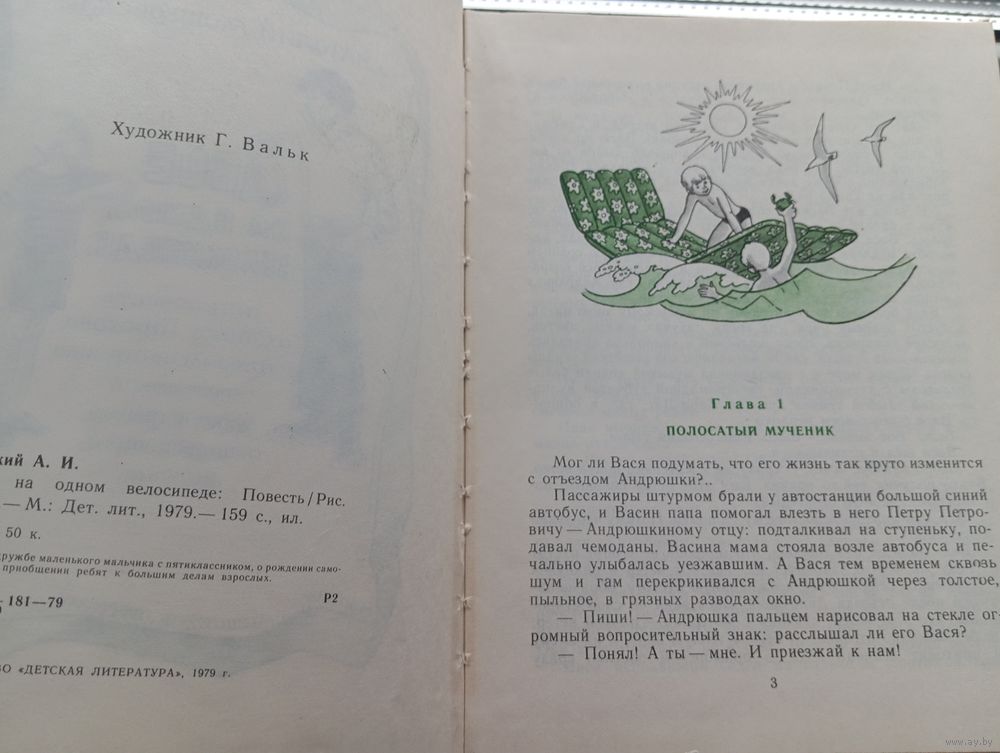 Художник Г. Вальк
кий А. И.
на одном велосипеде: Повесть/Рис.
— М.: Дет. лит., 1979.— 159 с., ил.
50 к.
дружбе маленького мальчика с пятиклассником, о рождении само-
приобщении ребят к большим делам взрослых.
—181—79
Р2
ВО «ДЕТСКАЯ ЛИТЕРАТУРА», 1979 г.
Глава 1
ПОЛОСАТЫЙ МУЧЕНИК
Мог ли Вася подумать, что его жизнь так круто изменится
с отъездом Андрюшки?..
Пассажиры штурмом брали у автостанции большой синий
автобус, и Васин папа помогал влезть в него Петру Петро-
вичу — Андрюшкиному отцу: подталкивал на ступеньку, по-
давал чемоданы. Васина мама стояла возле автобуса и пе-
чально улыбалась уезжавшим. А Вася тем временем сквозь
шум и гам перекрикивался с Андрюшкой через толстое,
пыльное, в грязных разводах окно.
— Пиши! — Андрюшка пальцем нарисовал на стекле ог-
ромный вопросительный знак: расслышал ли его Вася?
— Понял! А ты — мне. И приезжай к нам!
3
www.ay.by